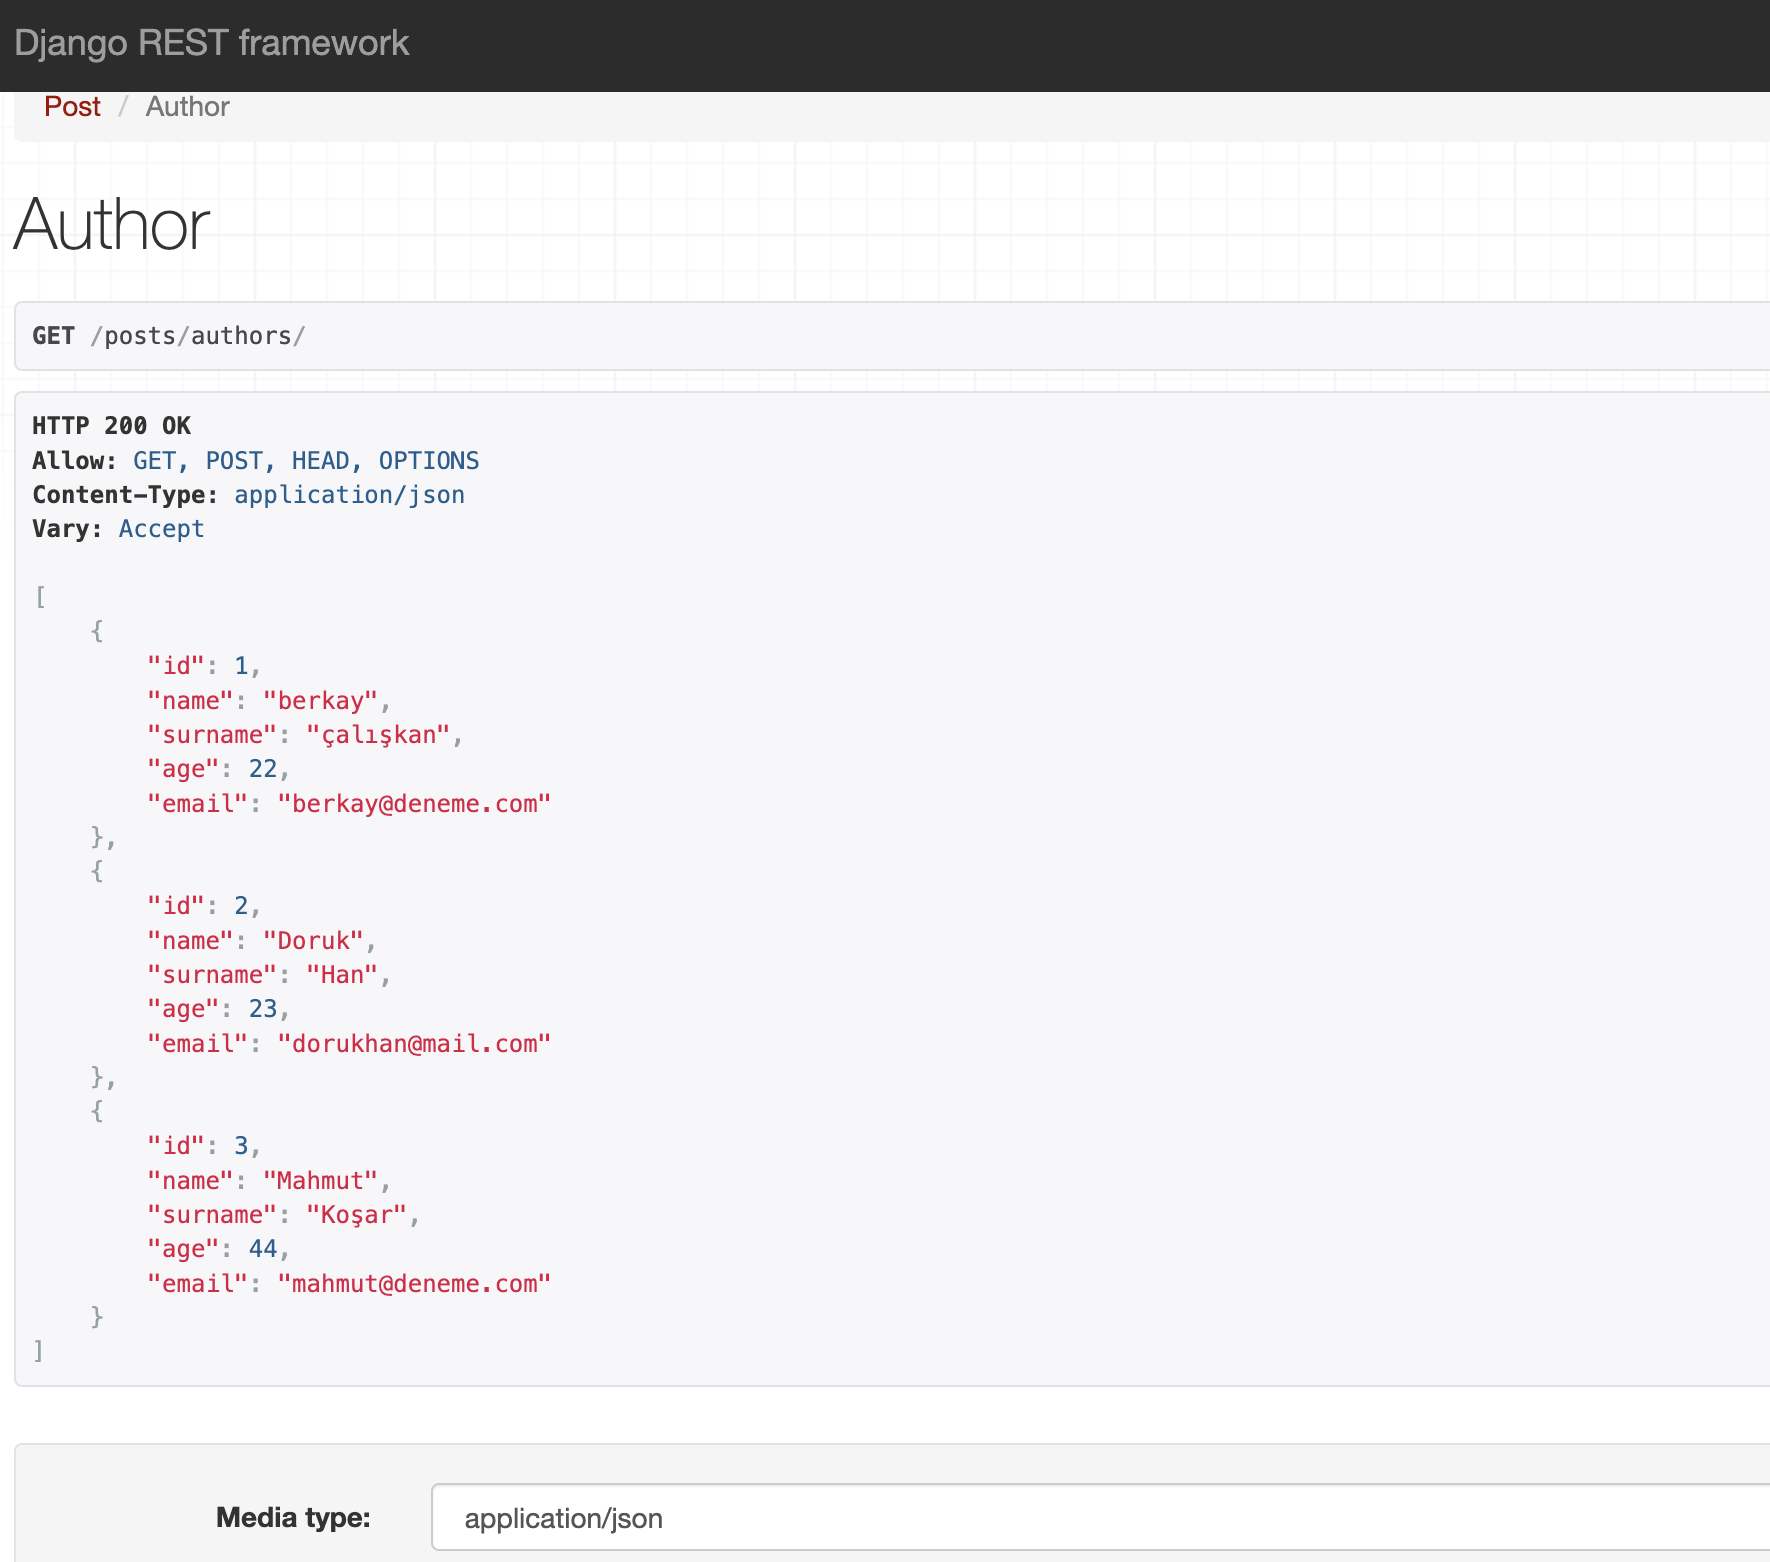 Django REST framework
Post / Author
Author
GET /posts/authors/
HTTP 200 OK
Allow: GET, POST, HEAD, OPTIONS
Content-Type: application/json
Vary: Accept
[
    {
        "id": 1,
        "name": "berkay",
        "surname": "çalışkan",
        "age": 22,
        "email": "berkay@deneme.com"
    },
    {
        "id": 2,
        "name": "Doruk",
        "surname": "Han",
        "age": 23,
        "email": "dorukhan@mail.com"
    },
    {
        "id": 3,
        "name": "Mahmut",
        "surname": "Koşar",
        "age": 44,
        "email": "mahmut@deneme.com"
    }
]
Media type: application/json